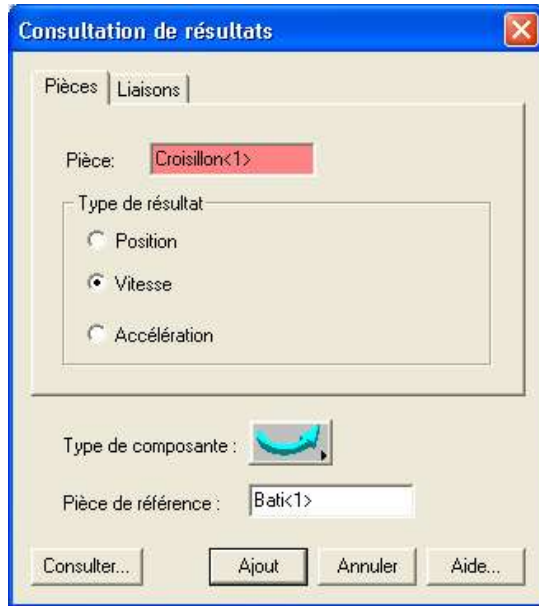 Consultation de résultats
Pièces Liaisons
Pièce: Croisillon<1>
Type de résultat
Position
Vitesse
Accélération
Type de composante :
Pièce de référence : Bati<1>
Consulter... Ajout Annuler Aide...